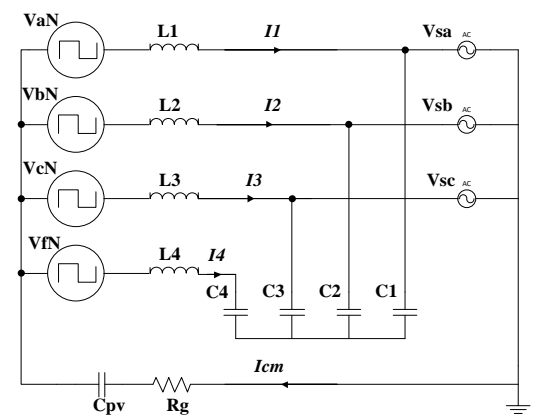 VaN L1 I1 Vsa AC
VbN L2 I2 Vsb AC
VcN L3 I3 Vsc AC
VfN L4 I4
C4 C3 C2 C1
Icm
Cpv Rg